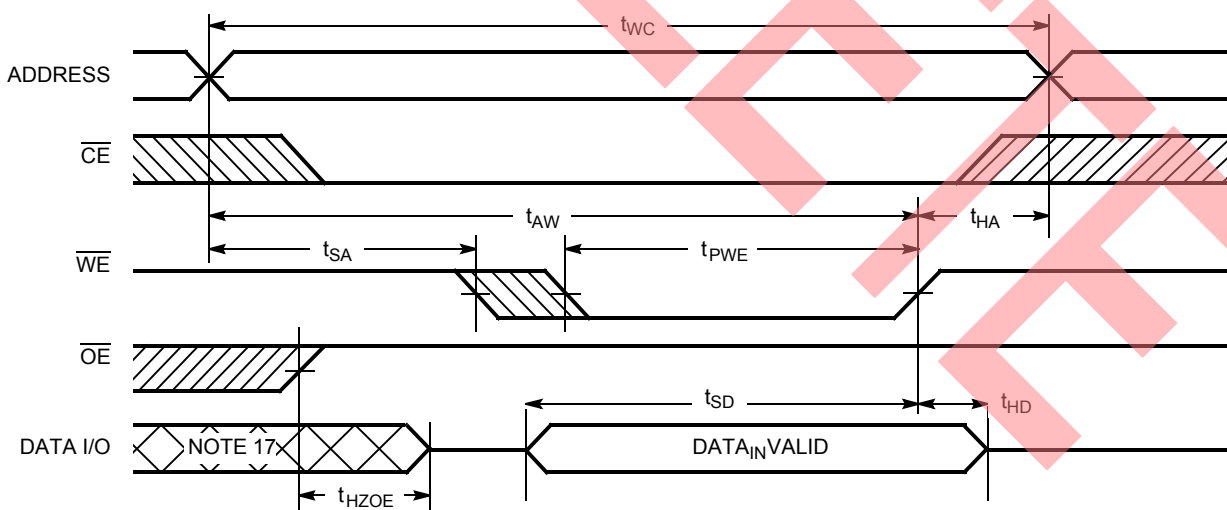 tWC
ADDRESS
CE
tAW
tHA
tSA
tPWE
WE
OE
tSD
tHD
DATA I/O
NOTE 17
DATAINVALID
tHZOE